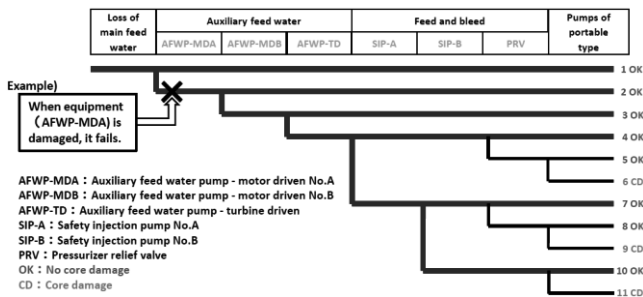 Loss of
main feed
water
Auxiliary feed water
Feed and bleed
Pumps of
portable
type
AFWP-MDA
AFWP-MDB
AFWP-TD
SIP-A
SIP-B
PRV
1 OK
2 OK
3 OK
4 OK
5 OK
6 CD
7 OK
8 OK
9 CD
10 OK
11 CD
Example)
When equipment
(AFWP-MDA) is
damaged, it fails.
AFWP-MDA：Auxiliary feed water pump - motor driven No.A
AFWP-MDB：Auxiliary feed water pump - motor driven No.B
AFWP-TD：Auxiliary feed water pump - turbine driven
SIP-A：Safety injection pump No.A
SIP-B：Safety injection pump No.B
PRV：Pressurizer relief valve
OK：No core damage
CD：Core damage